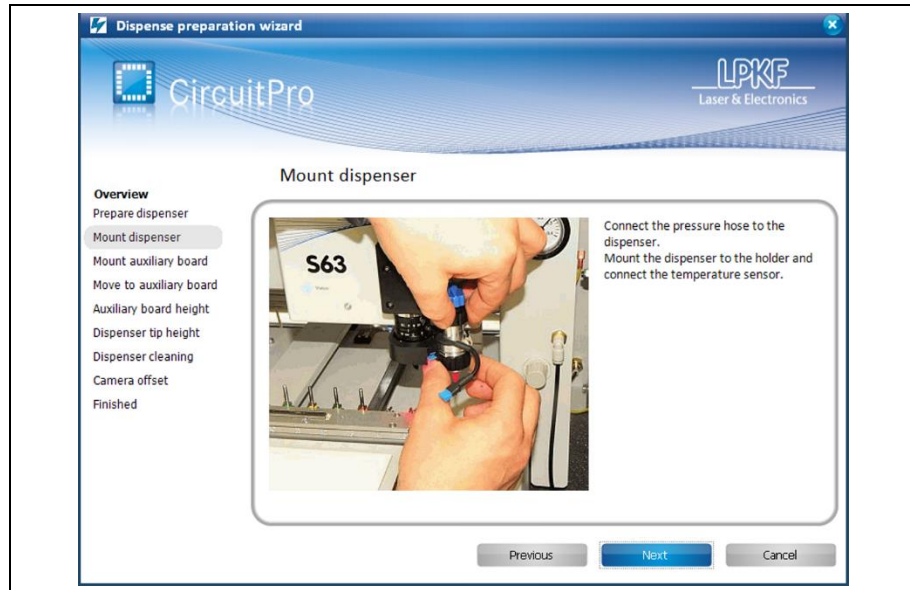 Dispense preparation wizard
CircuitPro
LPKF
Laser & Electronics
Mount dispenser
Overview
Prepare dispenser
Mount dispenser
Mount auxiliary board
Move to auxiliary board
Auxiliary board height
Dispenser tip height
Dispenser cleaning
Camera offset
Finished
S63
Connect the pressure hose to the
dispenser.
Mount the dispenser to the holder and
connect the temperature sensor.
Previous
Next
Cancel